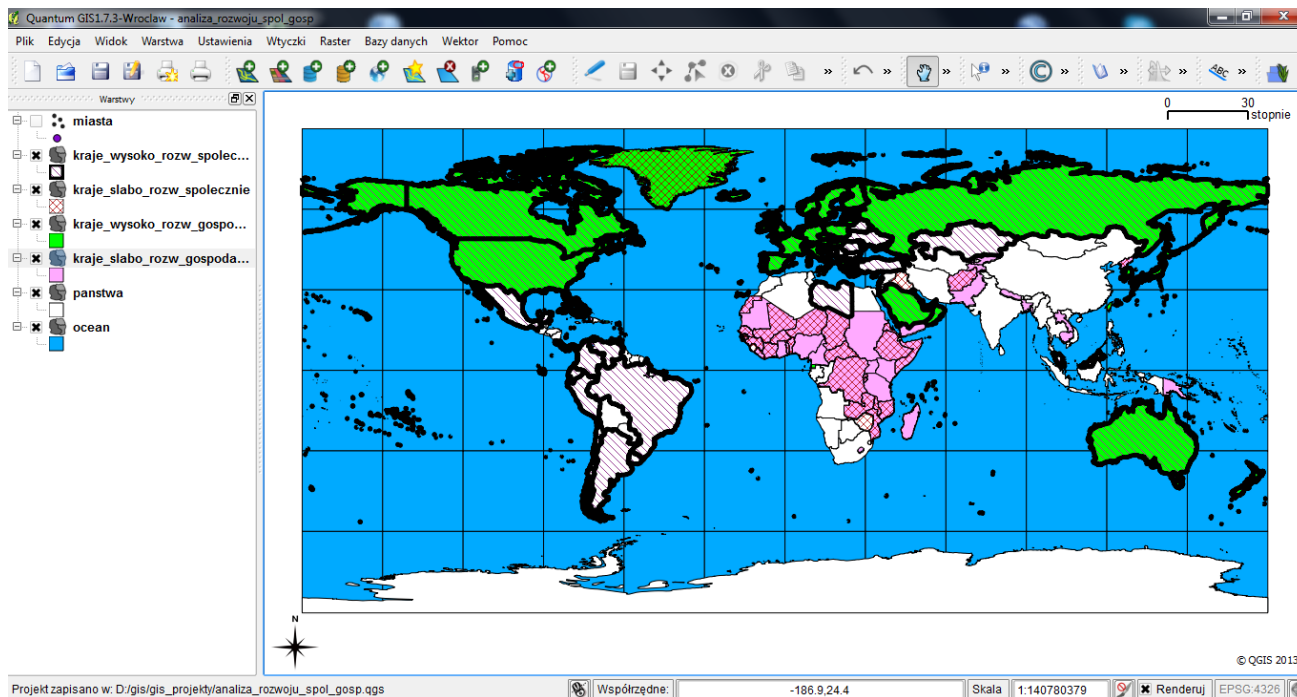 Quantum GIS1.7.3-Wroclaw - analiza_rozwoju_spol_gosp
Plik Edycja Widok Warstwa Ustawienia Wtyczki Raster Bazy danych Wektor Pomoc
» » » » » » ABC »
Warstwy
miasta
kraje_wysoko_rozw_spolec...
kraje_slabo_rozw_spolecznie
kraje_wysoko_rozw_gospo...
kraje_slabo_rozw_gospoda...
panstwa
ocean
0 30
stopnie
N
© QGIS 2013
Projekt zapisano w: D:/gis/gis_projekty/analiza_rozwoju_spol_gosp.qgs Współrzędne: -186.9,24.4 Skala 1:140780379 Renderuj EPSG:4326